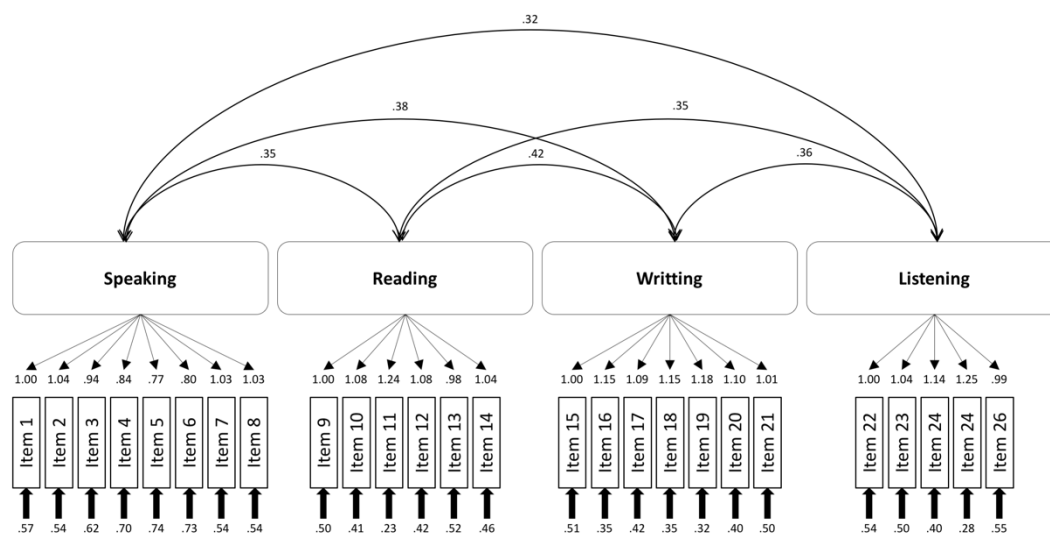 .32
.38 .35
.35 .42 .36
Speaking Reading Writting Listening
1.00 1.04 .94 .84 .77 .80 1.03 1.03 1.00 1.08 1.24 1.08 .98 1.04 1.00 1.15 1.09 1.15 1.18 1.10 1.01 1.00 1.04 1.14 1.25 .99
Item 1 Item 2 Item 3 Item 4 Item 5 Item 6 Item 7 Item 8 Item 9 Item 10 Item 11 Item 12 Item 13 Item 14 Item 15 Item 16 Item 17 Item 18 Item 19 Item 20 Item 21 Item 22 Item 23 Item 24 Item 24 Item 26
.57 .54 .62 .70 .74 .73 .54 .54 .50 .41 .23 .42 .52 .46 .51 .35 .42 .35 .32 .40 .50 .54 .50 .40 .28 .55